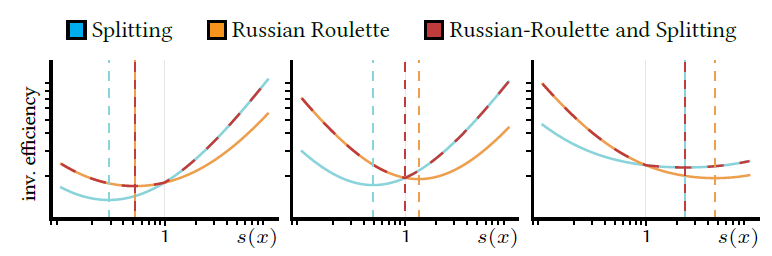 Splitting Russian Roulette Russian-Roulette and Splitting
inv. efficiency
1 s(x) 1 s(x) 1 s(x)